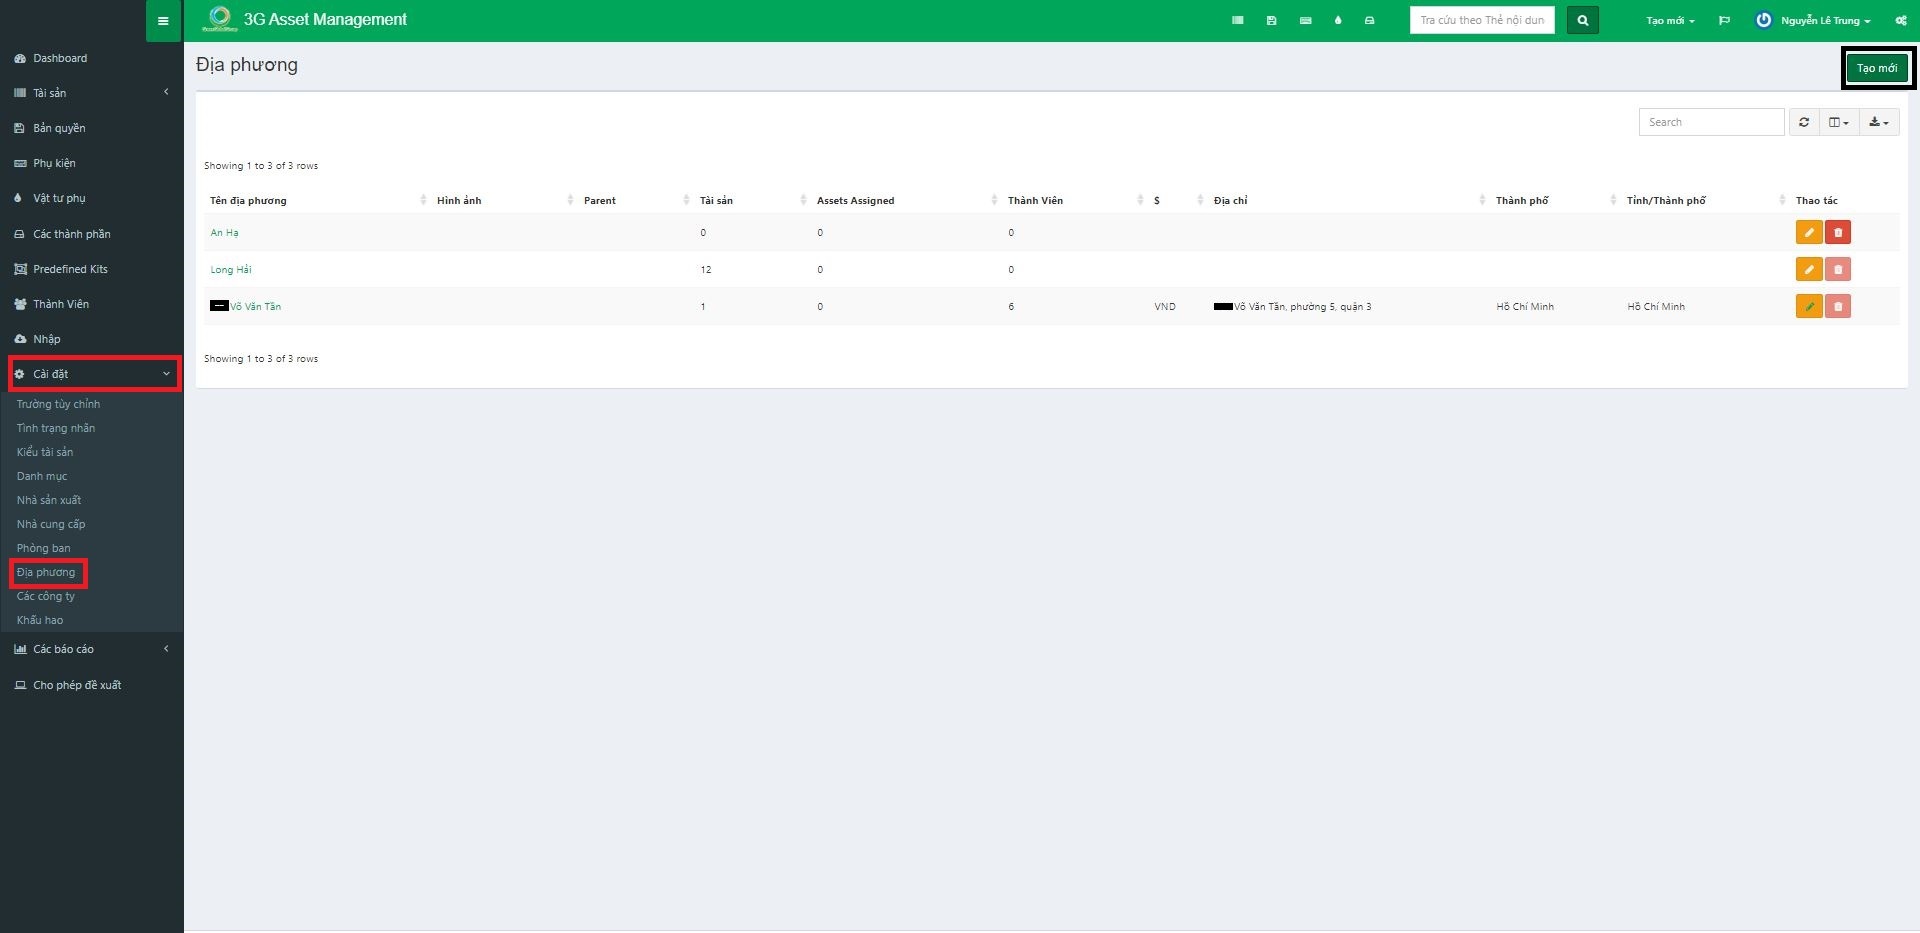 3G Asset Management
Tra cứu theo Thẻ nội dun
Tạo mới
Nguyễn Lê Trung
Dashboard
Tài sản
Bản quyền
Phụ kiện
Vật tư phụ
Các thành phần
Predefined Kits
Thành Viên
Nhập
Cài đặt
Trường tùy chỉnh
Tình trạng nhãn
Kiểu tài sản
Danh mục
Nhà sản xuất
Nhà cung cấp
Phòng ban
Địa phương
Các công ty
Khấu hao
Các báo cáo
Cho phép đề xuất
Địa phương
Tạo mới
Search
Showing 1 to 3 of 3 rows
Tên địa phương Hình ảnh Parent Tài sản Assets Assigned Thành Viên $ Địa chỉ Thành phố Tỉnh/Thành phố Thao tác
An Hạ 0 0 0
Long Hải 12 0 0
Võ Văn Tần 1 0 6 VND Võ Văn Tần, phường 5, quận 3 Hồ Chí Minh Hồ Chí Minh
Showing 1 to 3 of 3 rows